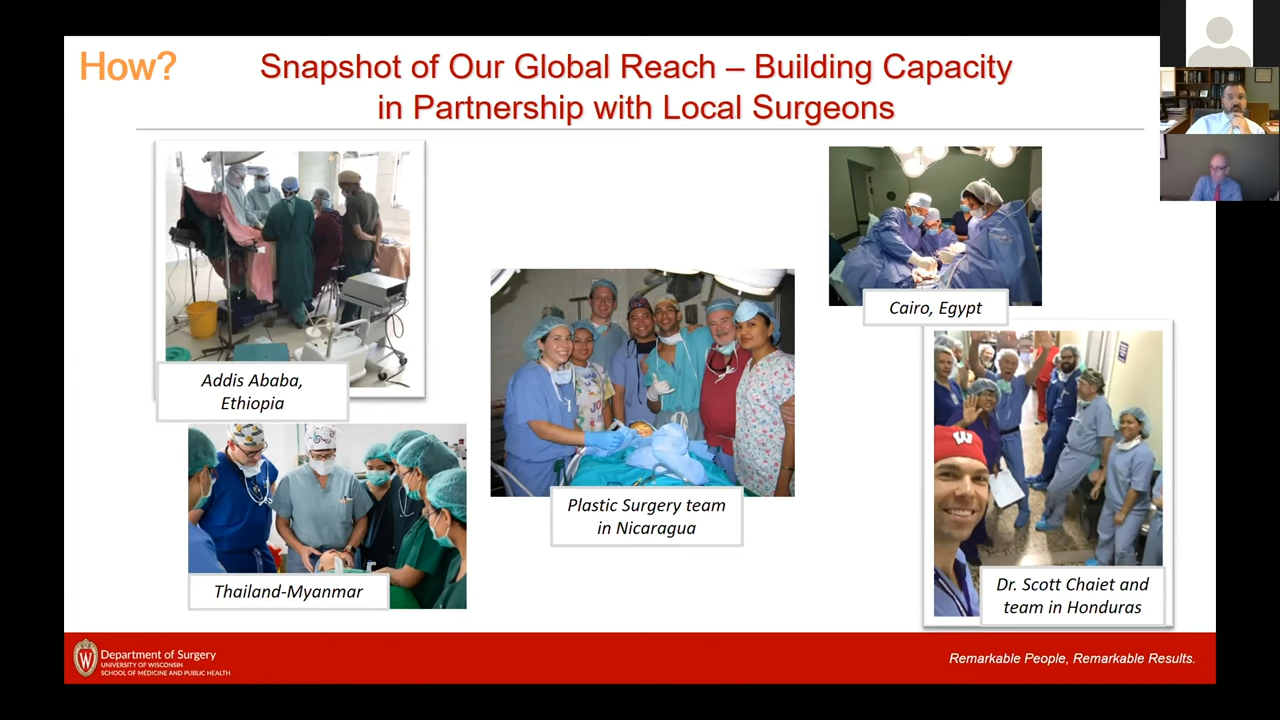 How?
Snapshot of Our Global Reach – Building Capacity
in Partnership with Local Surgeons
Addis Ababa,
Ethiopia
Cairo, Egypt
Plastic Surgery team
in Nicaragua
Thailand-Myanmar
W
Dr. Scott Chaiet and
team in Honduras
W
Department of Surgery
UNIVERSITY OF WISCONSIN
SCHOOL OF MEDICINE AND PUBLIC HEALTH
Remarkable People, Remarkable Results.